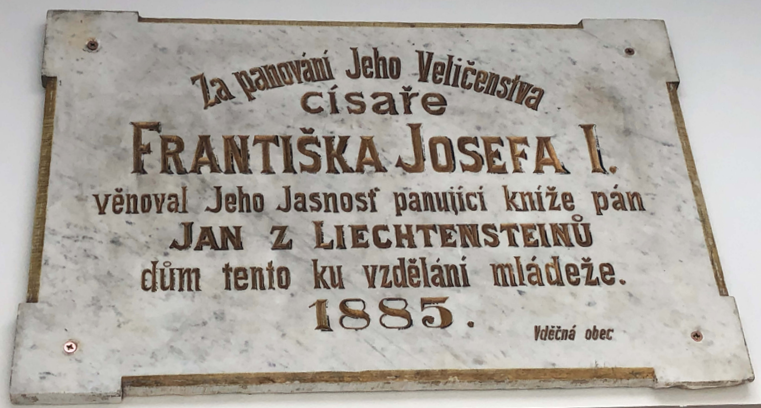 Za panování Jeho Veličenstva
císaře
FRANTIŠKA JOSEFA I.
věnoval Jeho Jasnosť panující kníže pán
JAN Z LIECHTENSTEINŮ
dům tento ku vzdělání mládeže.
1885.
Vděčná obec